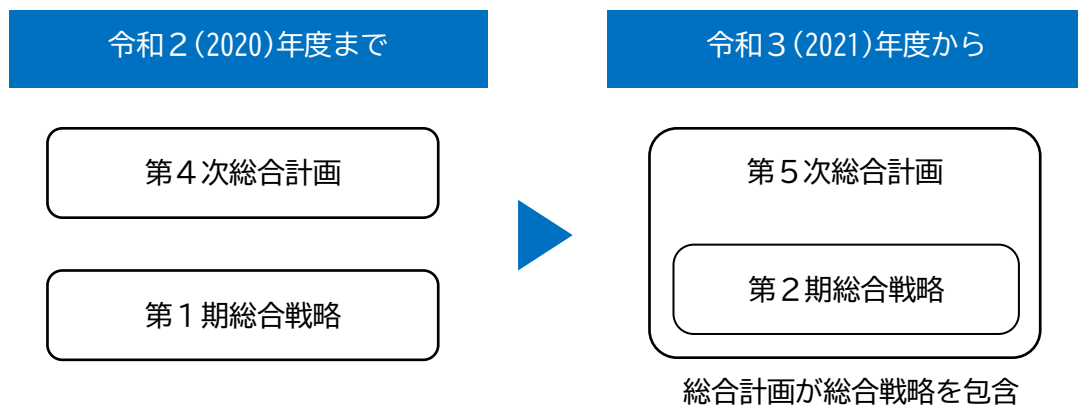 令和２(2020)年度まで
第４次総合計画
第１期総合戦略
令和３(2021)年度から
第５次総合計画
第２期総合戦略
総合計画が総合戦略を包含